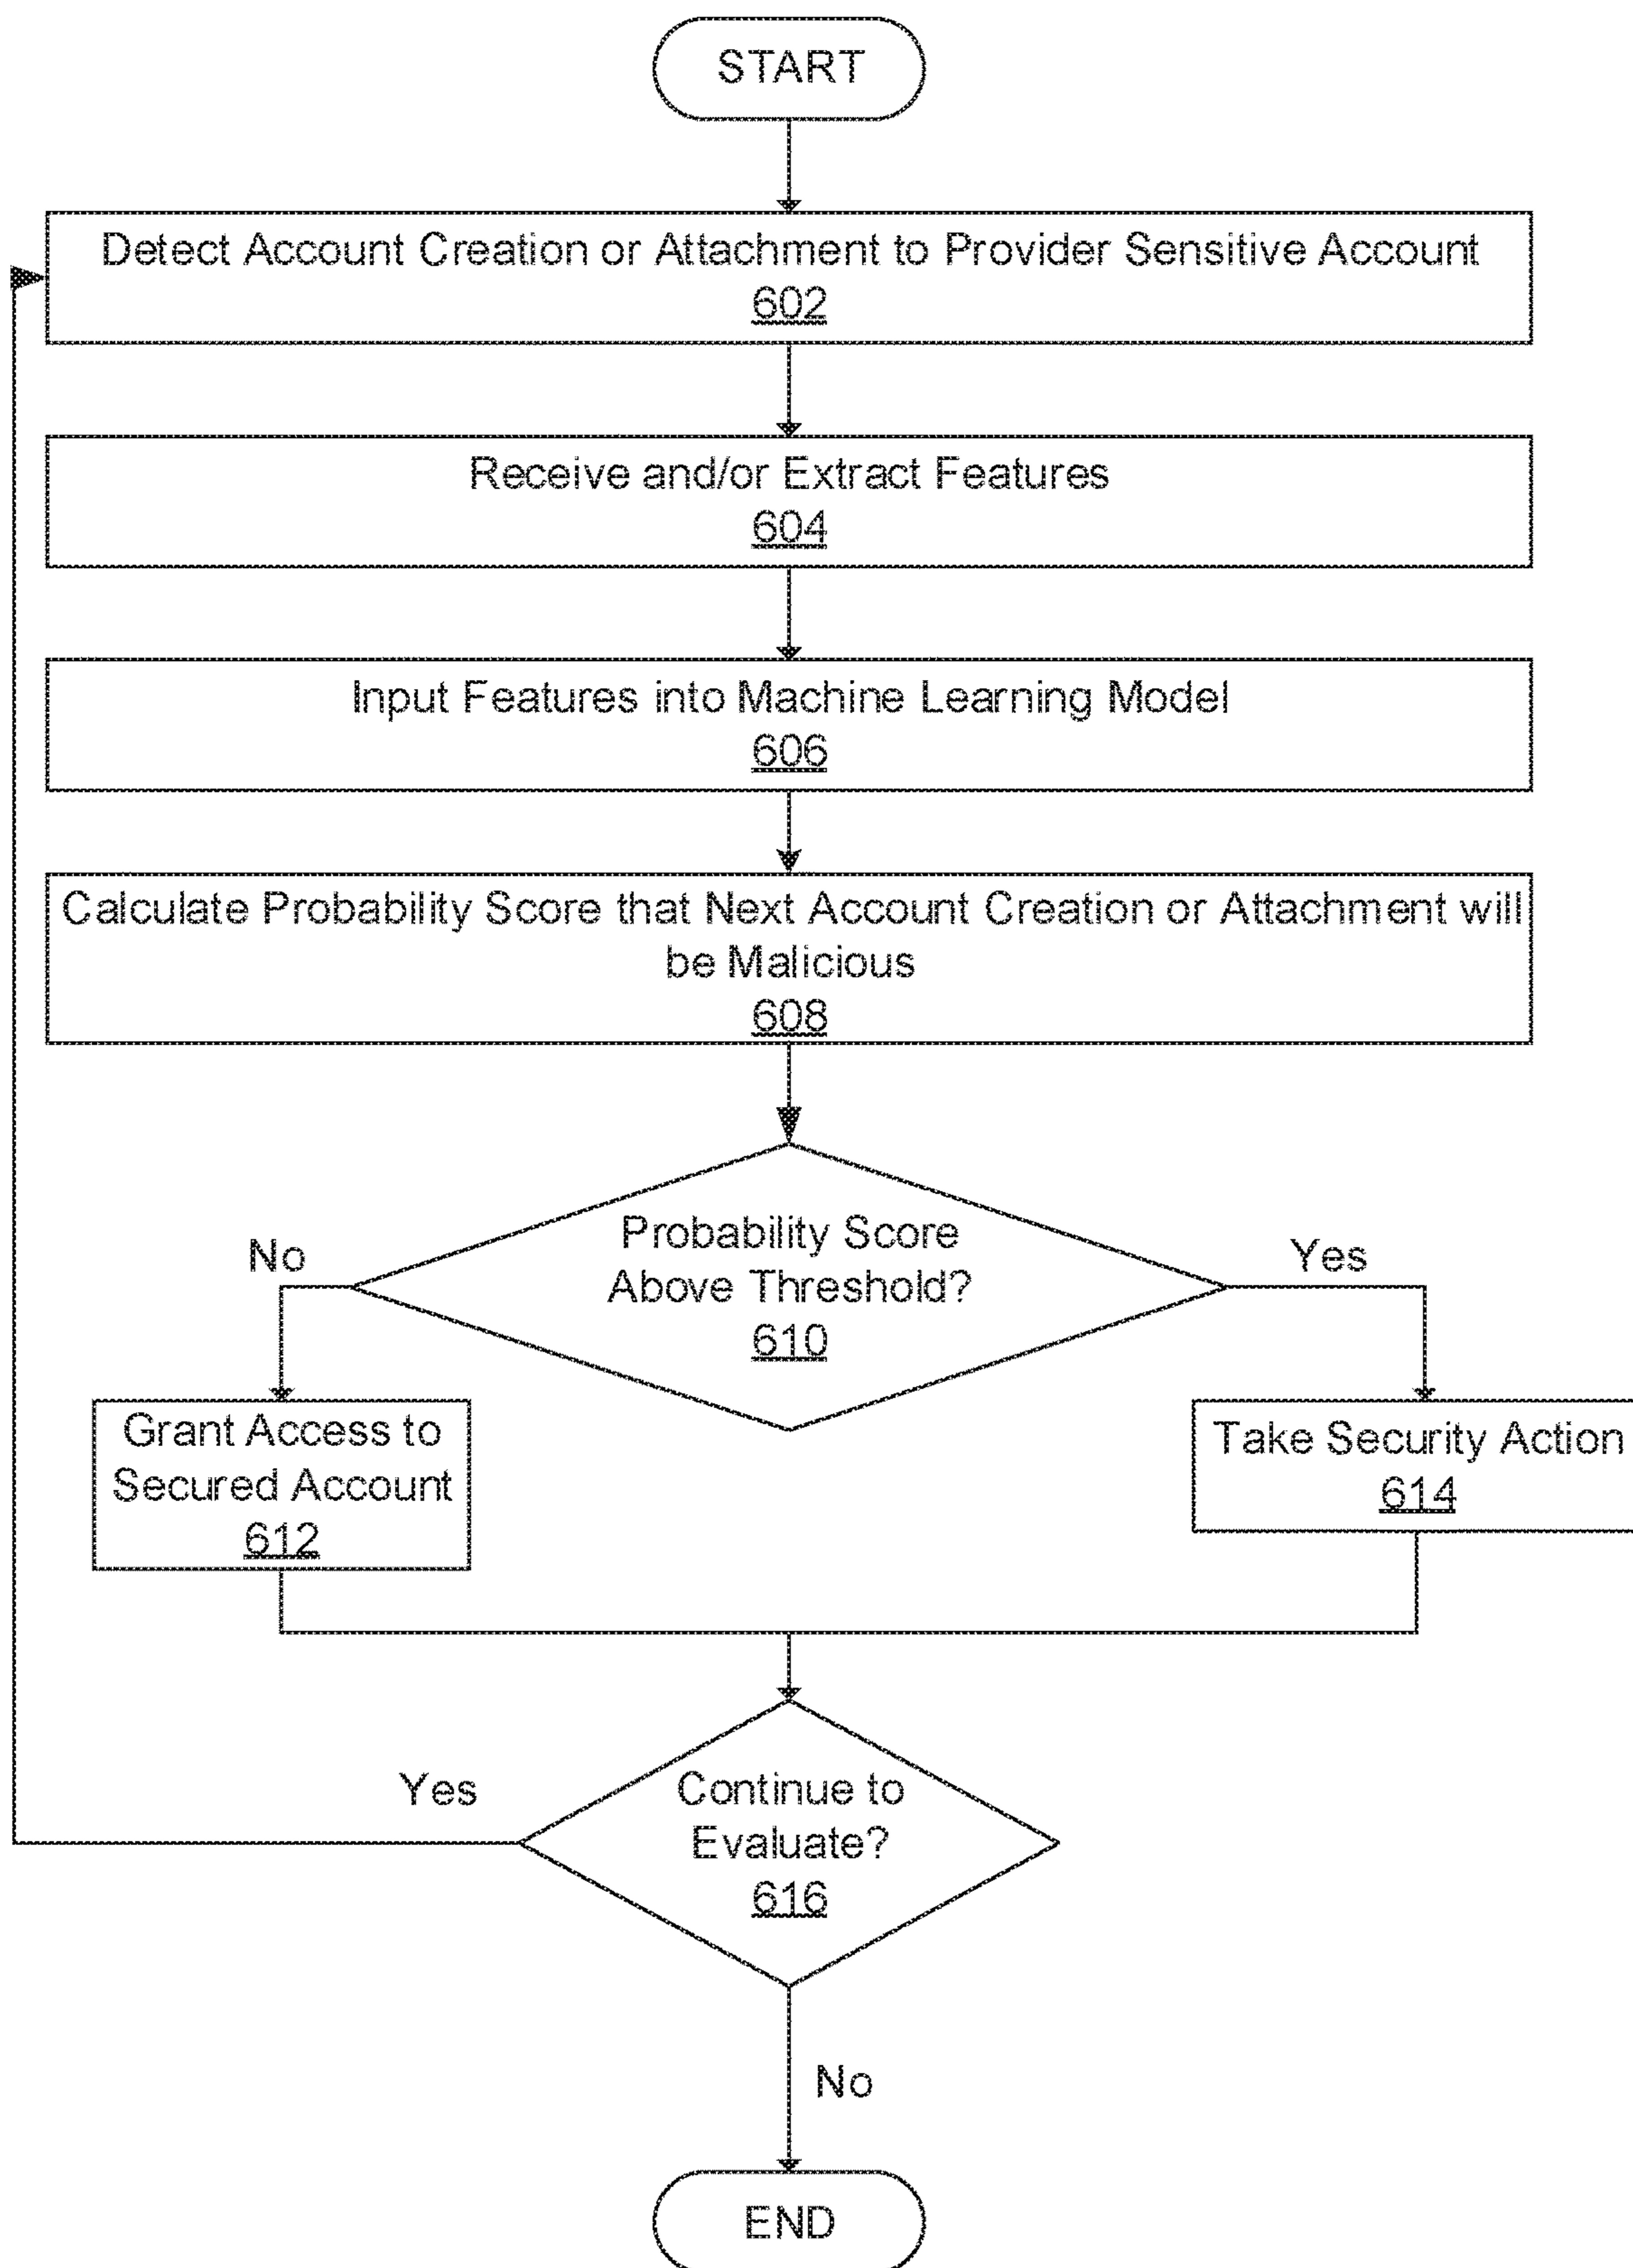 START
Detect Account Creation or Attachment to Provider Sensitive Account
602
Receive and/or Extract Features
604
Input Features into Machine Learning Model
606
Calculate Probability Score that Next Account Creation or Attachment will
be Malicious
608
Probability Score
Above Threshold?
610
No
Yes
Grant Access to
Secured Account
612
Take Security Action
614
Continue to
Evaluate?
616
Yes
No
END